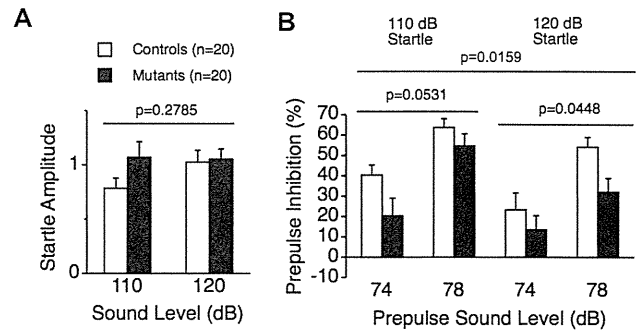 A
Controls (n=20)
Mutants (n=20)
p=0.2785
Startle Amplitude
1
0
110 120
Sound Level (dB)
B
110 dB Startle
120 dB Startle
p=0.0159
p=0.0531
p=0.0448
Prepulse Inhibition (%)
70
60
50
40
30
20
10
0
-10
74 78 74 78
Prepulse Sound Level (dB)